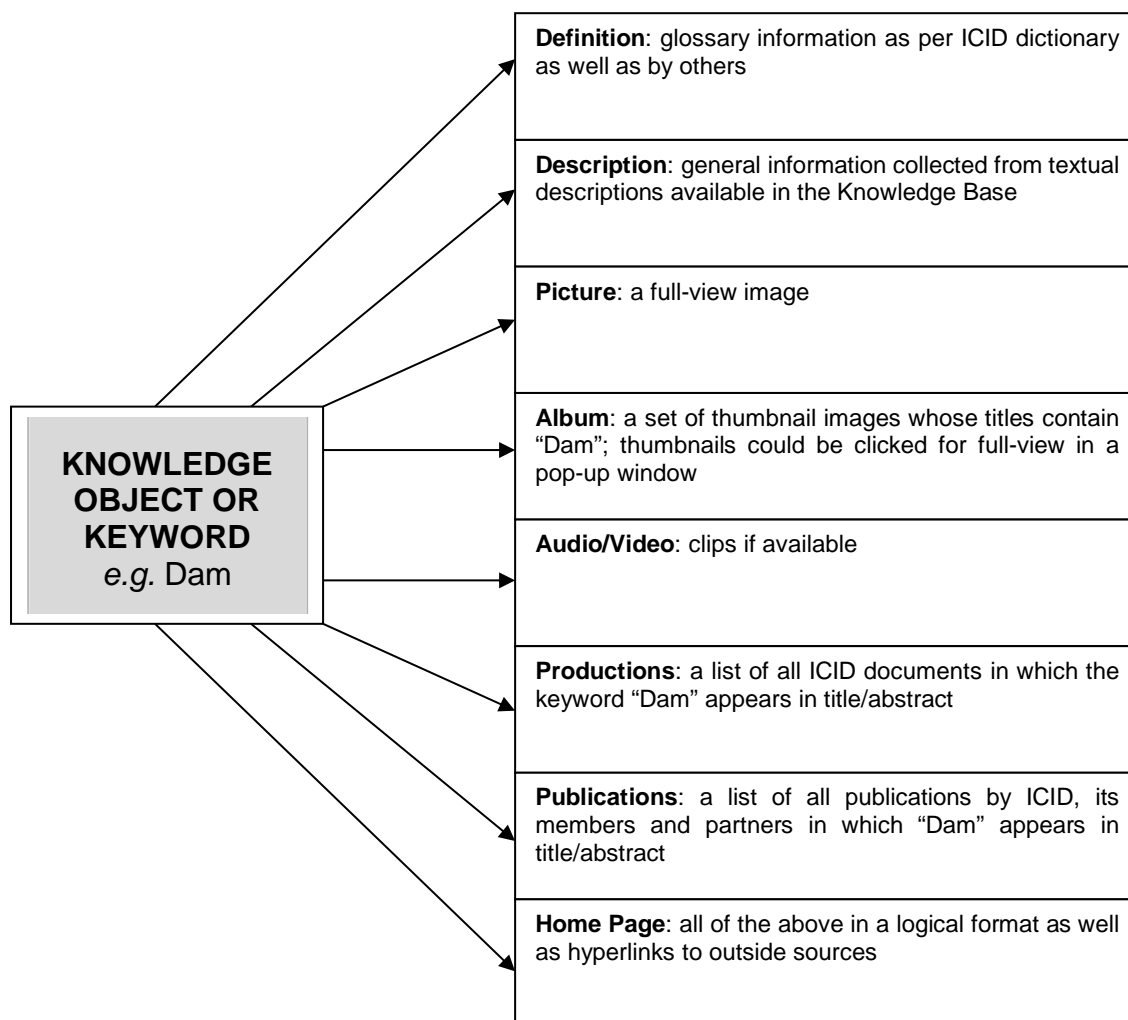 Definition: glossary information as per ICID dictionary
as well as by others
Description: general information collected from textual
descriptions available in the Knowledge Base
Picture: a full-view image
Album: a set of thumbnail images whose titles contain
“Dam”; thumbnails could be clicked for full-view in a
pop-up window
KNOWLEDGE
OBJECT OR
KEYWORD
e.g. Dam
Audio/Video: clips if available
Productions: a list of all ICID documents in which the
keyword “Dam” appears in title/abstract
Publications: a list of all publications by ICID, its
members and partners in which “Dam” appears in
title/abstract
Home Page: all of the above in a logical format as well
as hyperlinks to outside sources